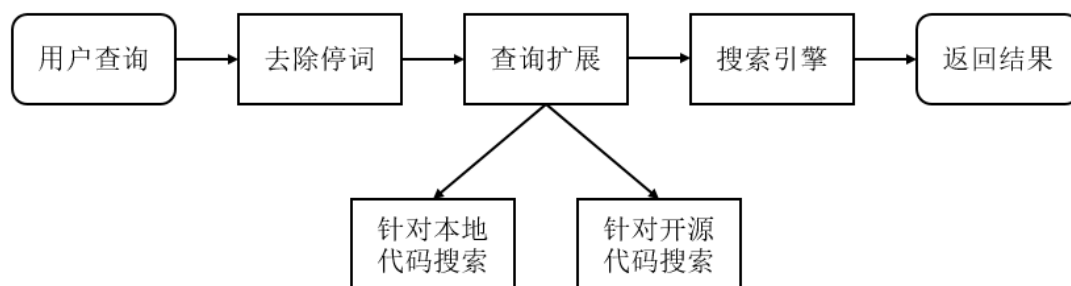 用户查询
去除停词
查询扩展
搜索引擎
返回结果
针对本地
代码搜索
针对开源
代码搜索